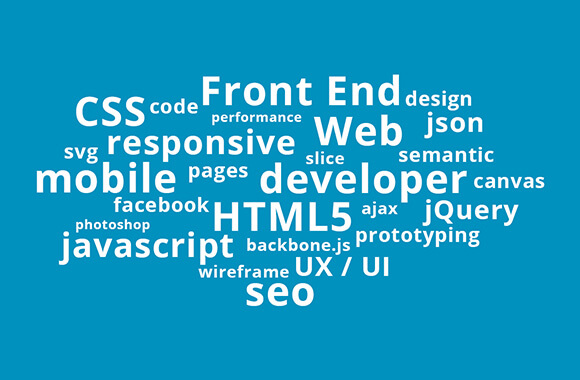 Front End
CSS code design
performance
Web json
responsive
svg slice semantic
mobile pages developer canvas
facebook HTML5 ajax jQuery
photoshop
javascript backbone.js prototyping
wireframe UX / UI
seo